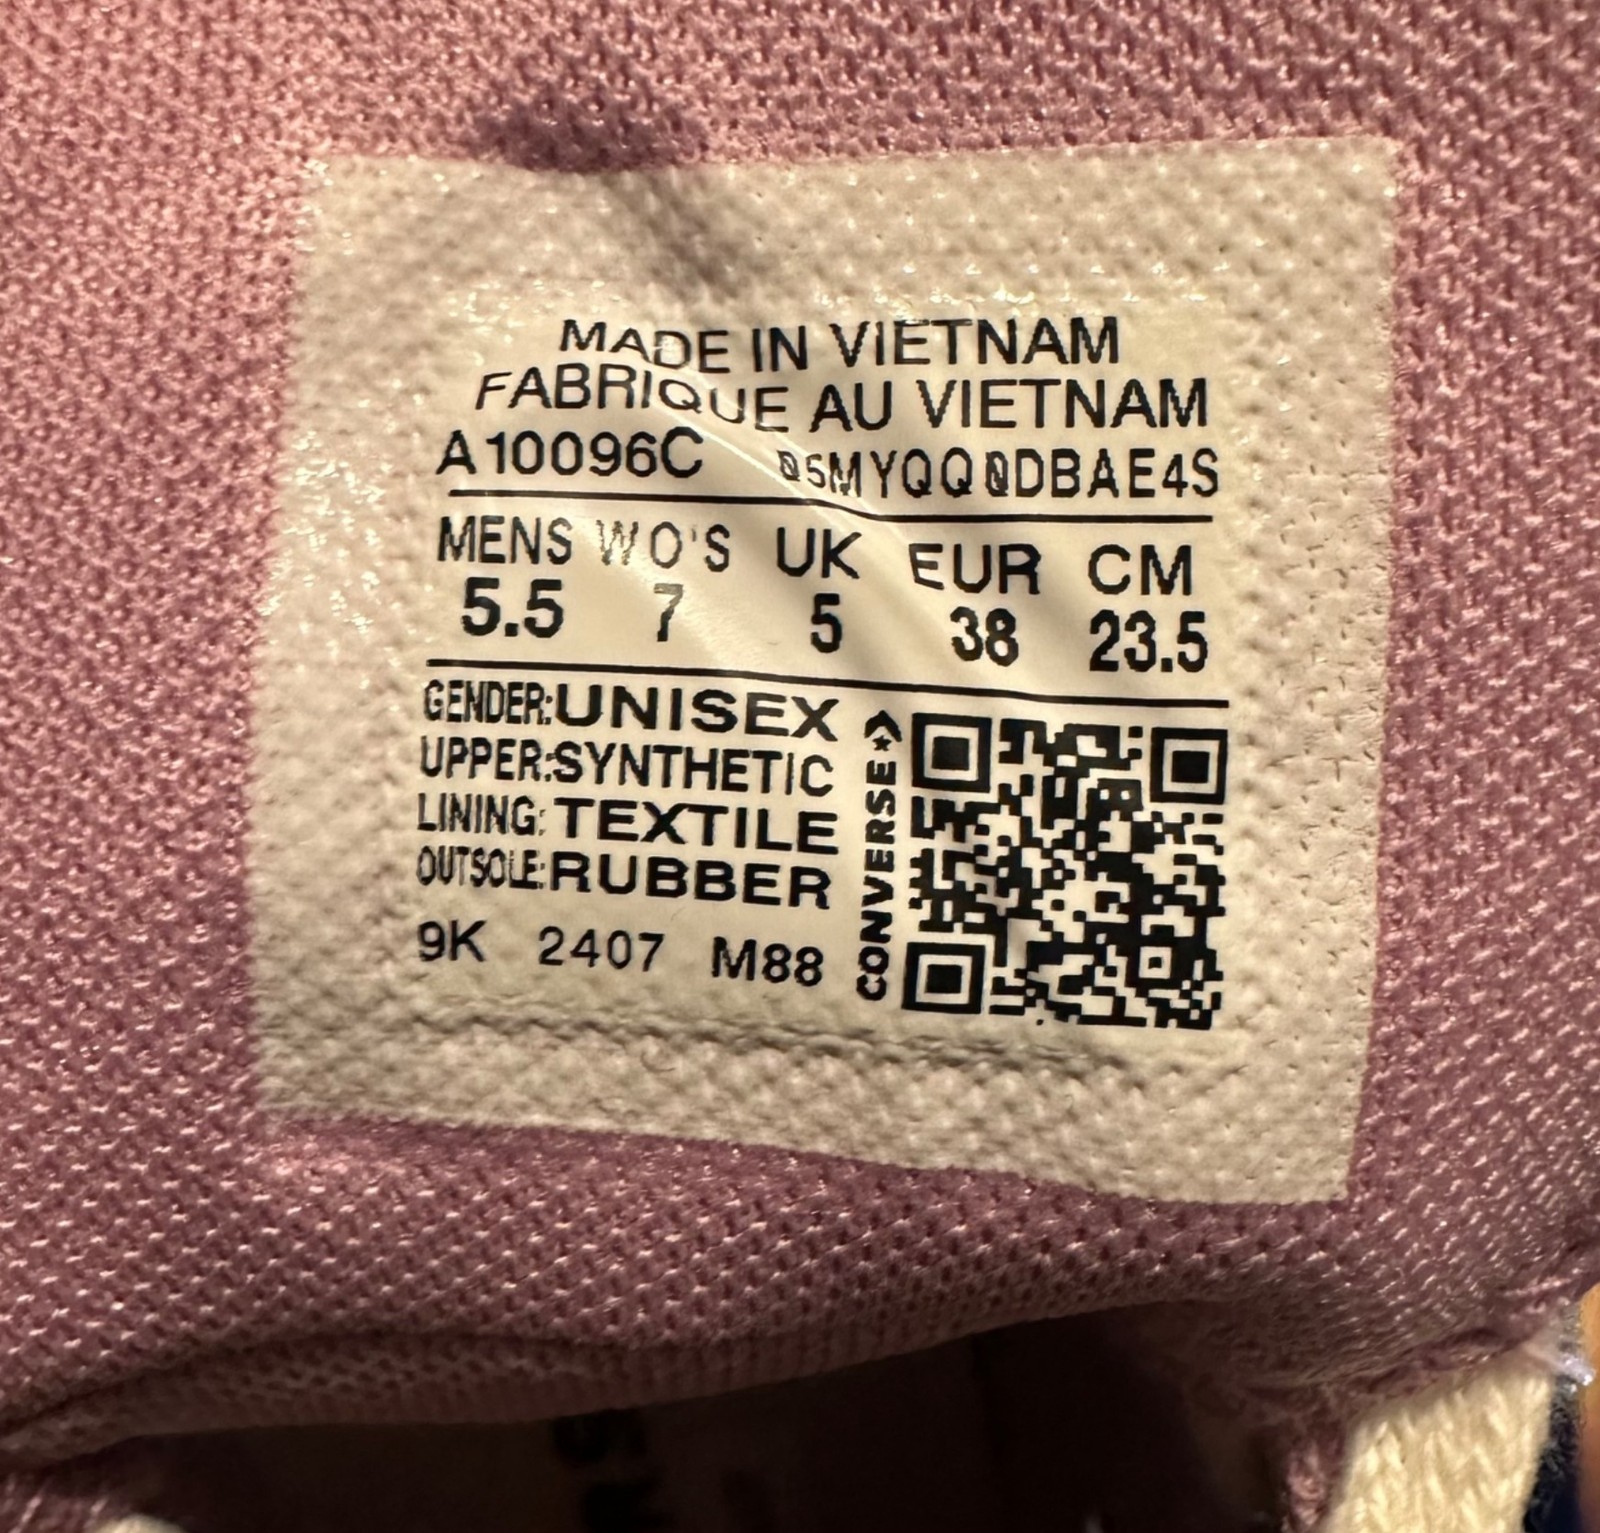 MADE IN VIETNAM
FABRIQUE AU VIETNAM
A10096C 05MYQQ0DBAE4S
MENS WO'S UK EUR CM
5.5 7 5 38 23.5
GENDER:UNISEX
UPPER:SYNTHETIC
LINING:TEXTILE
OUTSOLE:RUBBER
9K 2407 M88
CONVERSE